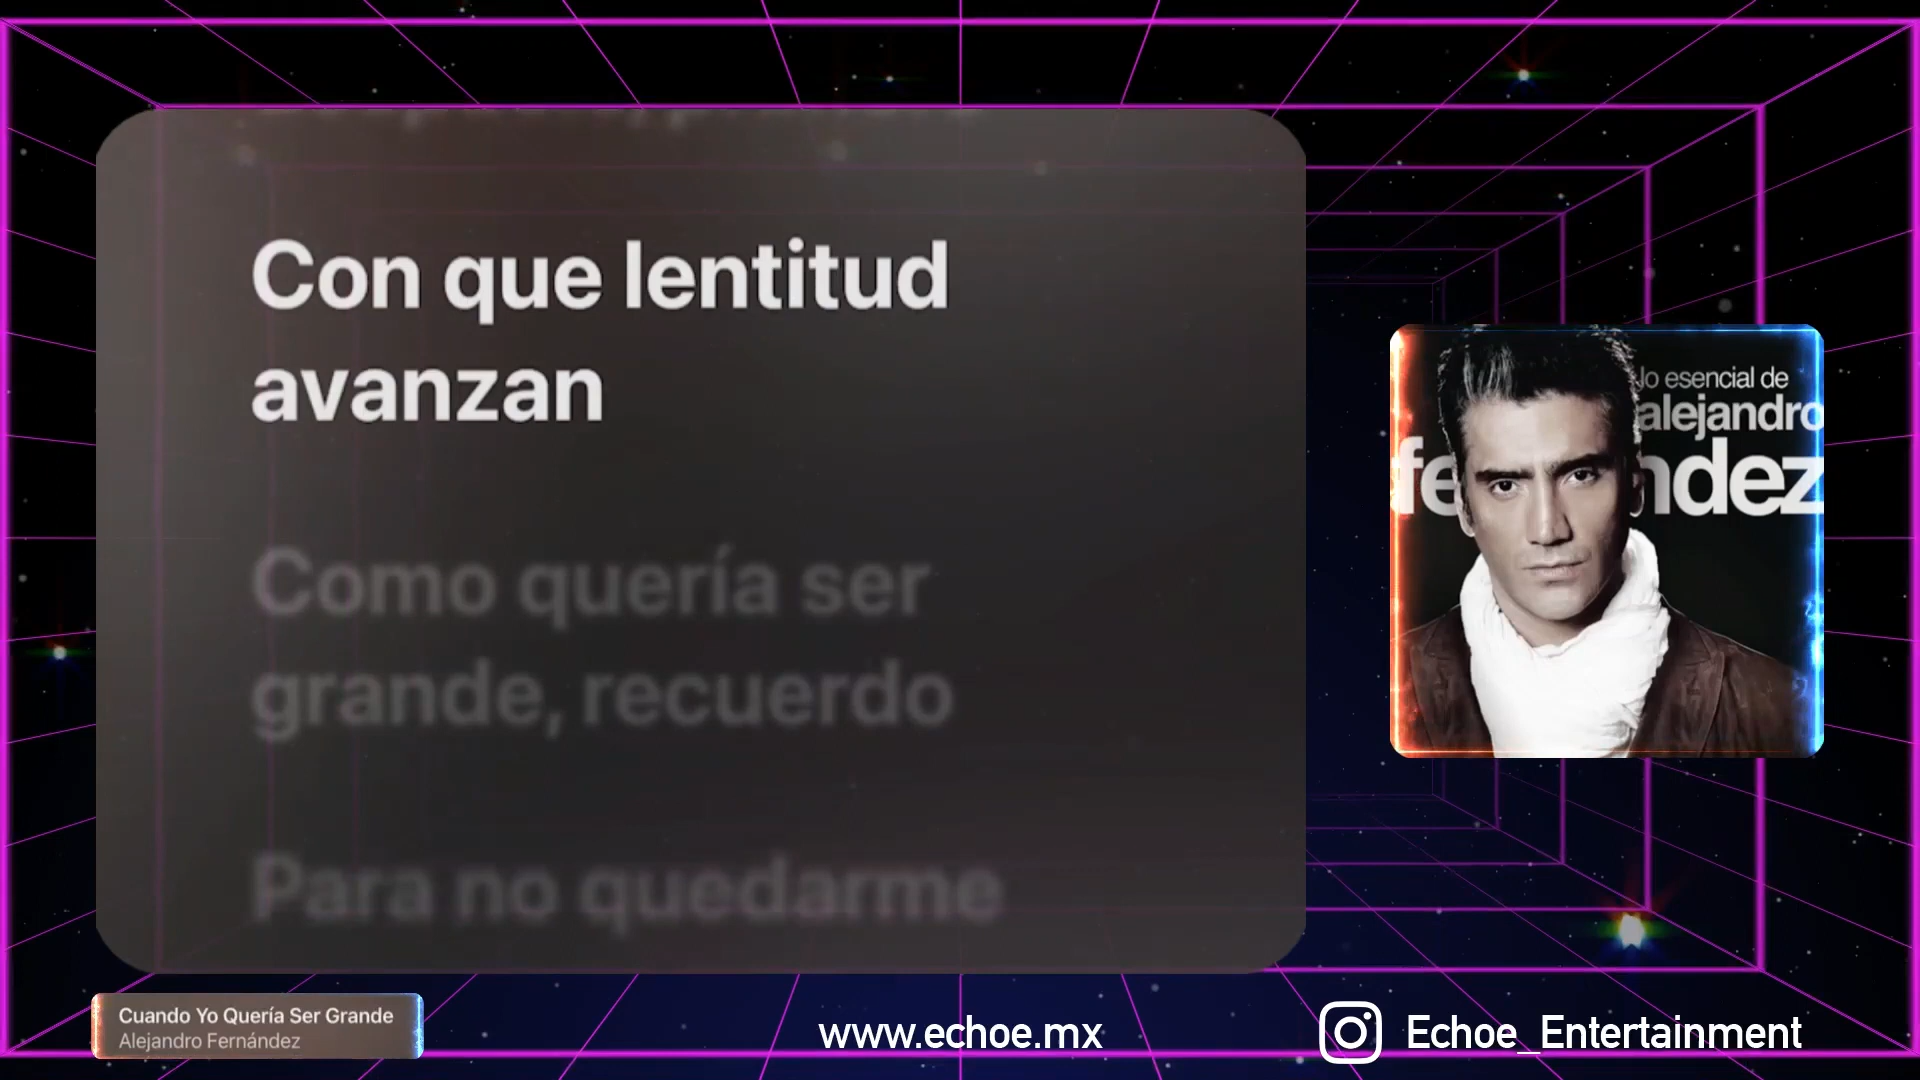 Con que lentitud
avanzan
Como quería ser
grande, recuerdo
Para no quedarme
lo esencial de
alejandro
fe ndez
Cuando Yo Quería Ser Grande
Alejandro Fernández
www.echoe.mx
Echoe_Entertainment